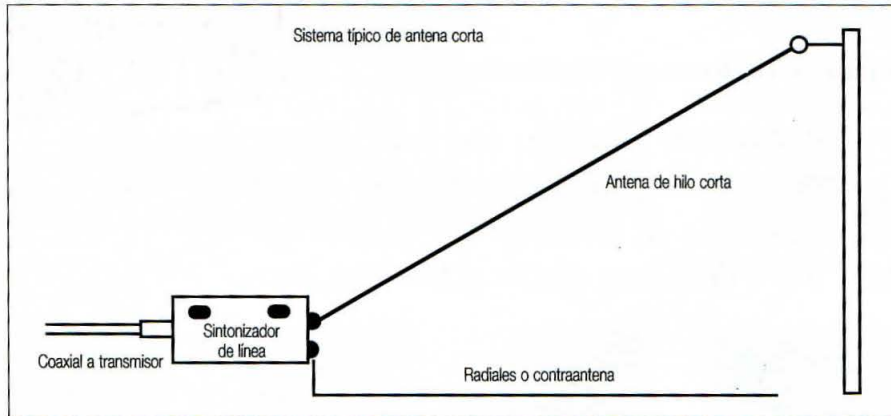 Sistema típico de antena corta
Antena de hilo corta
Sintonizador
de línea
Coaxial a transmisor
Radiales o contraantena